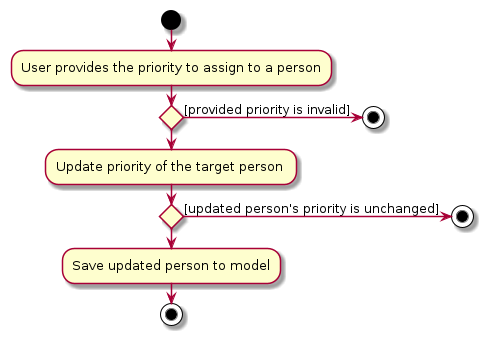 User provides the priority to assign to a person
[provided priority is invalid]
Update priority of the target person
[updated person's priority is unchanged]
Save updated person to model